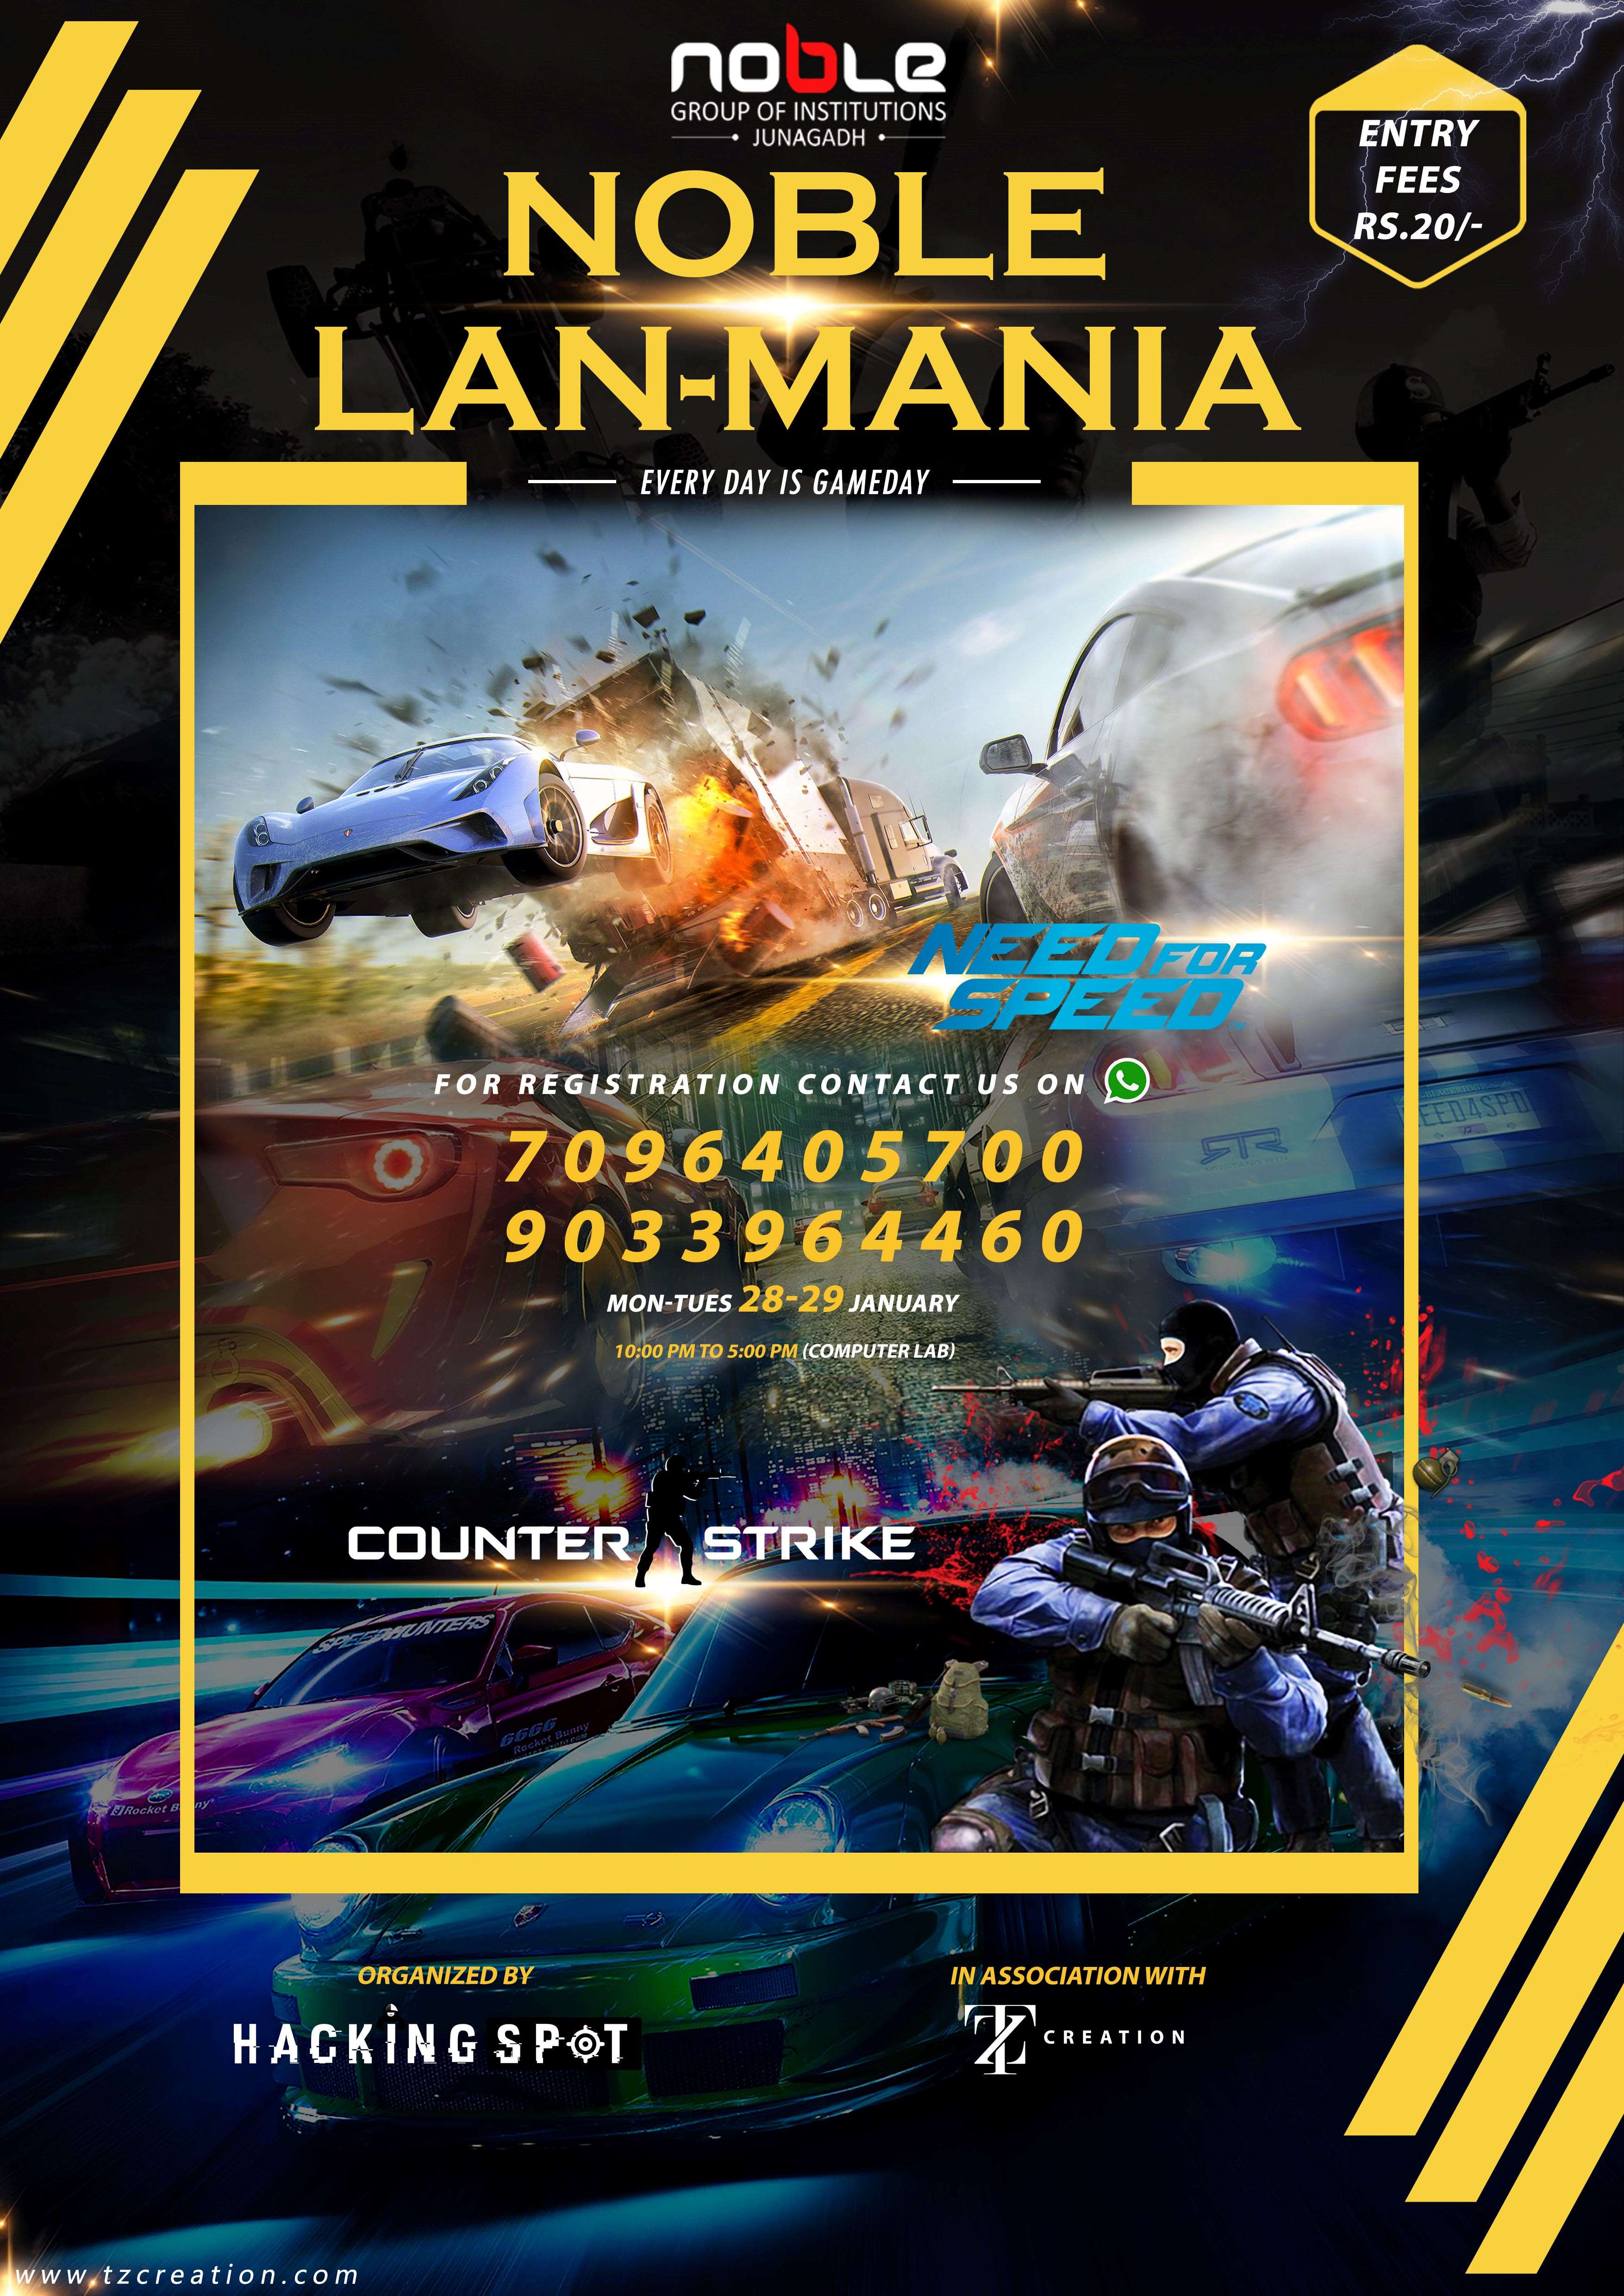 noble
GROUP OF INSTITUTIONS
JUNAGADH
ENTRY
FEES
RS.20/-
NOBLE
LAN-MANIA
EVERY DAY IS GAMEDAY
NEED FOR
SPEED
FOR REGISTRATION CONTACT US ON
7096405700
9033964460
MON-TUES 28-29 JANUARY
10:00 PM TO 5:00 PM (COMPUTER LAB)
COUNTER STRIKE
SPEEDHUNTERS
6666
Rocket Bunny
Rocket Bunny
ORGANIZED BY
HACKING SPOT
IN ASSOCIATION WITH
TZ CREATION
www.tzcreation.com